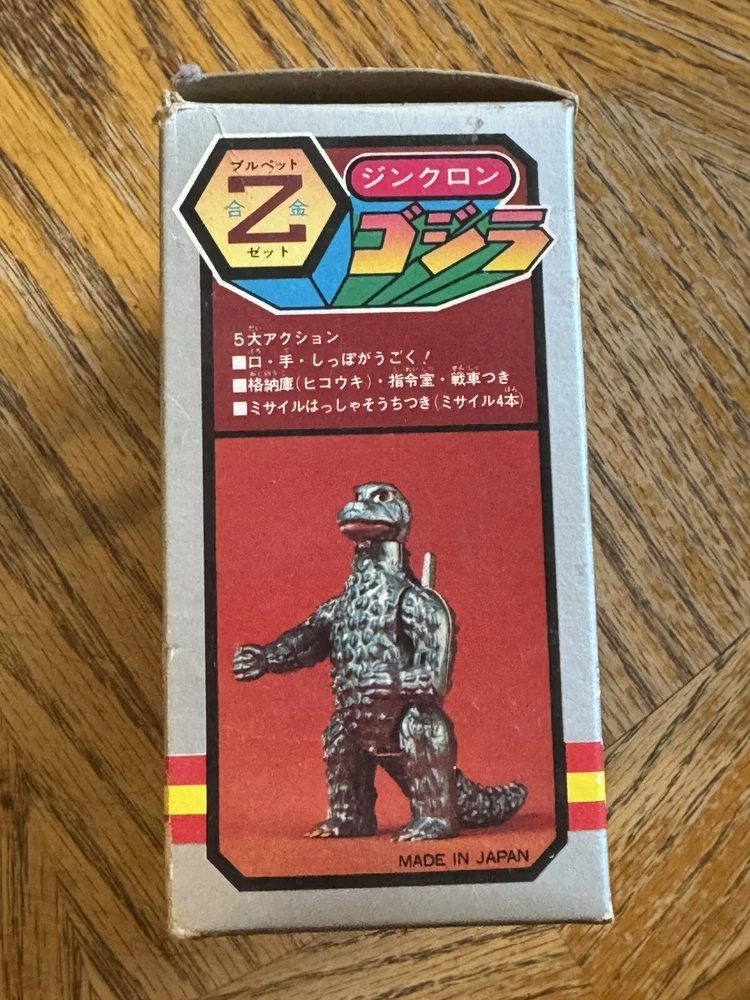 ブルペット
合Z金
ゼット
ジンクロン
ゴジラ
5大アクション
■口・手・しっぽがうごく!
■格納庫(ヒコウキ)・指令室・戦車つき
■ミサイルはっしゃそうちつき(ミサイル4本)
MADE IN JAPAN